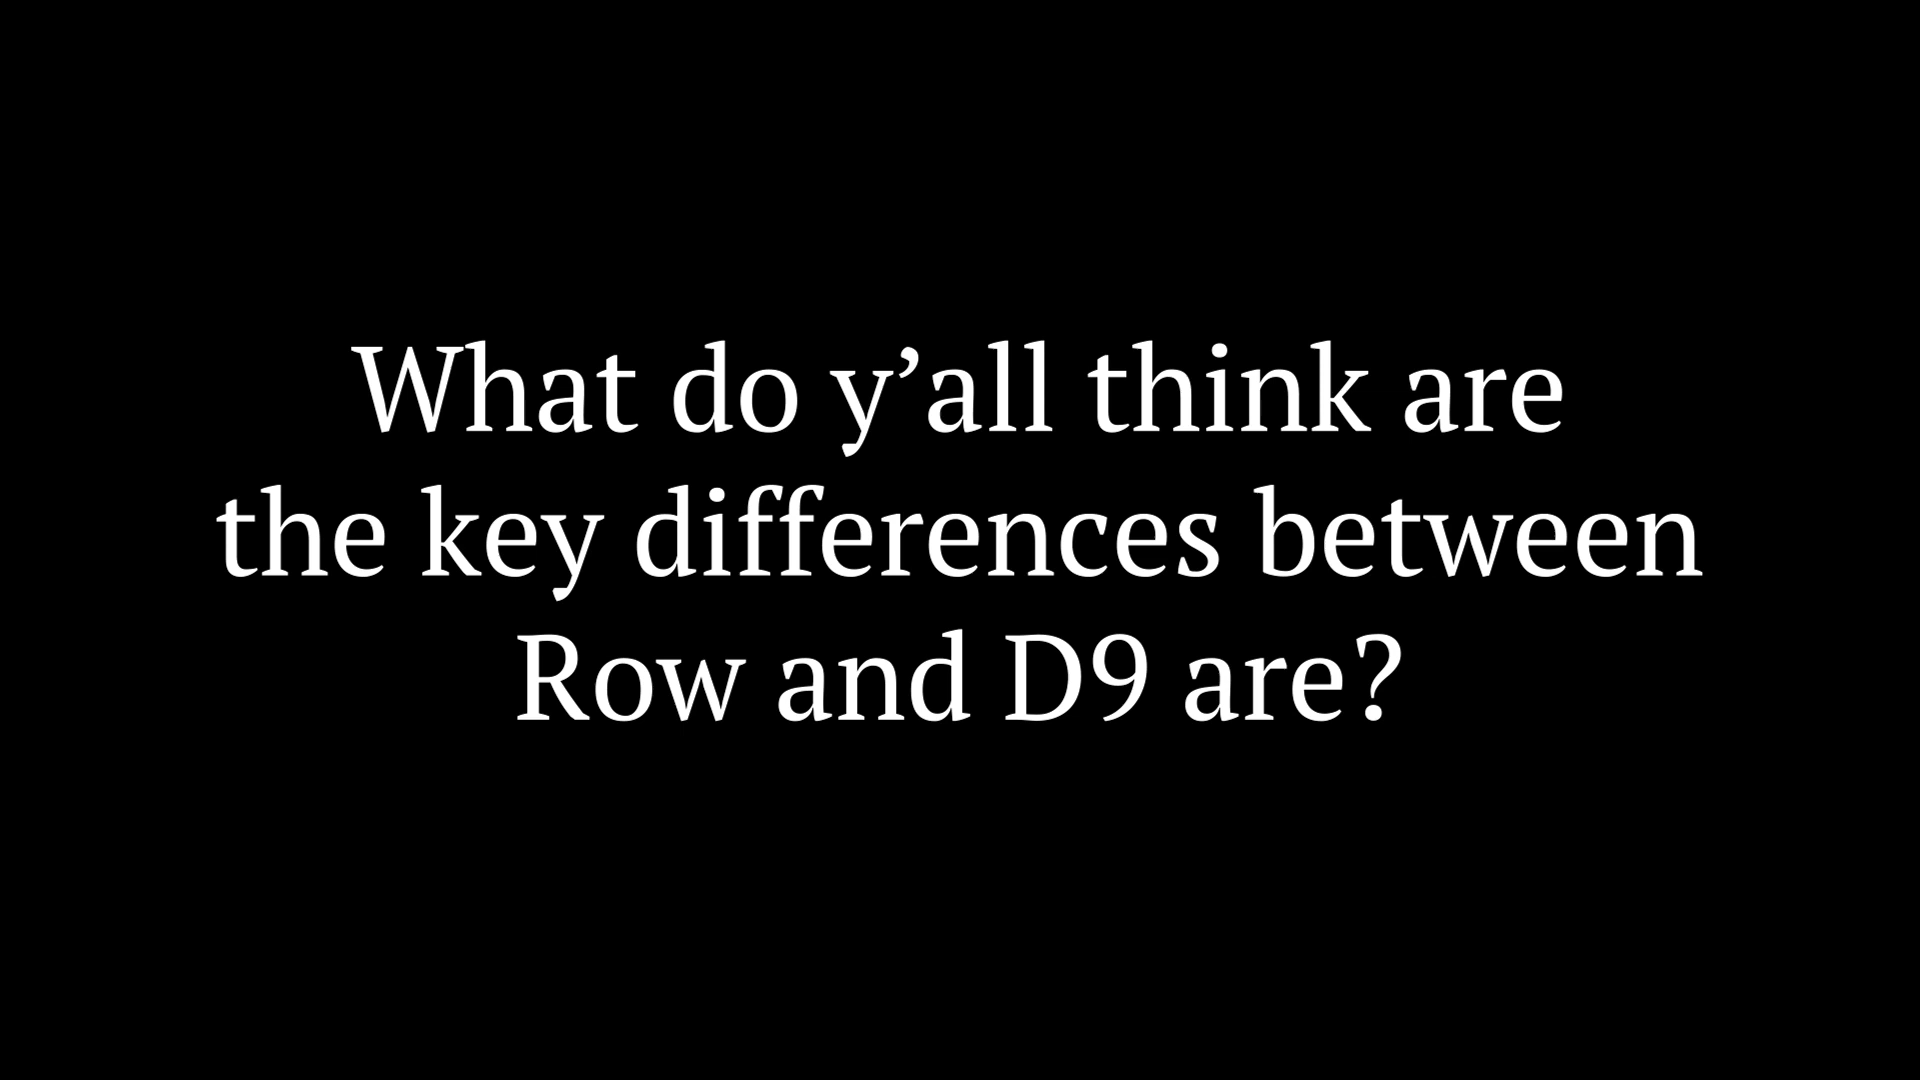 What do y’all think are
the key differences between
Row and D9 are?